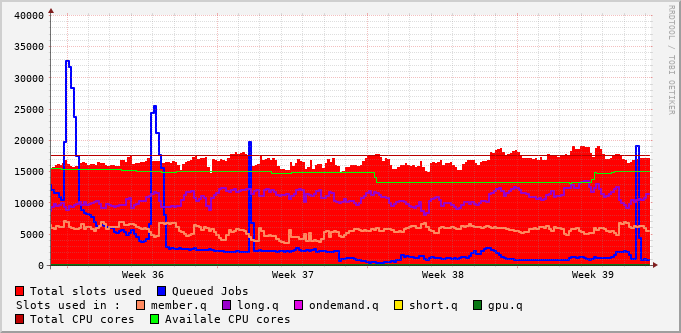 40000
35000
30000
25000
20000
15000
10000
5000
0
Week 36 Week 37 Week 38 Week 39
RRDTOOL / TOBI OETIKER
Total slots used Queued Jobs
Slots used in : member.q long.q ondemand.q short.q gpu.q
Total CPU cores Availale CPU cores